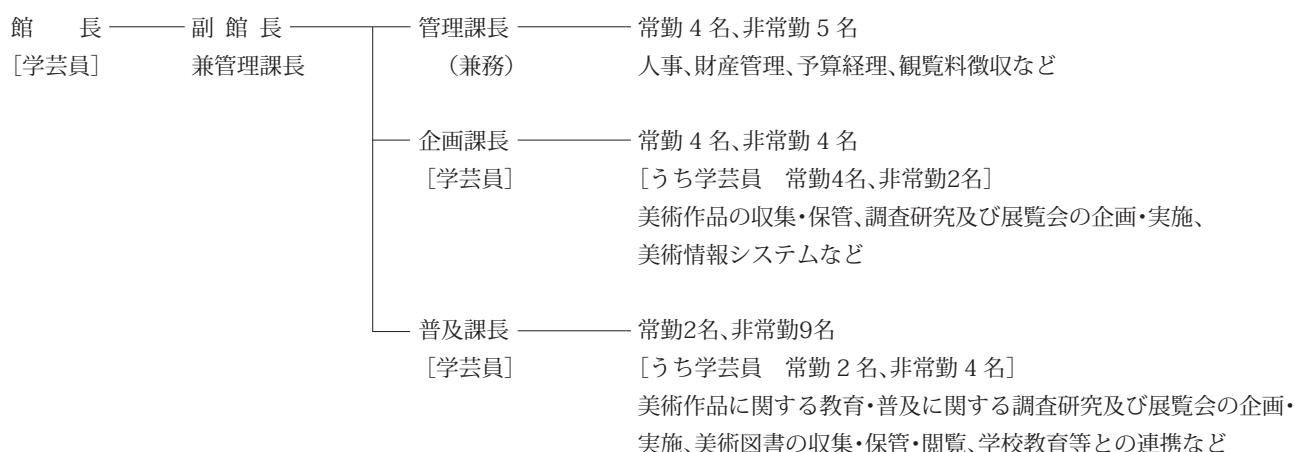 館　　長 副 館 長 管理課長 常勤 4 名、非常勤 5 名
[学芸員] 兼管理課長 （兼務） 人事、財産管理、予算経理、観覧料徴収など
企画課長 常勤 4 名、非常勤 4 名
[学芸員] [うち学芸員　常勤4名、非常勤2名]
美術作品の収集・保管、調査研究及び展覧会の企画・実施、
美術情報システムなど
普及課長 常勤2名、非常勤9名
[学芸員] [うち学芸員　常勤 2 名、非常勤 4 名]
美術作品に関する教育・普及に関する調査研究及び展覧会の企画・
実施、美術図書の収集・保管・閲覧、学校教育等との連携など